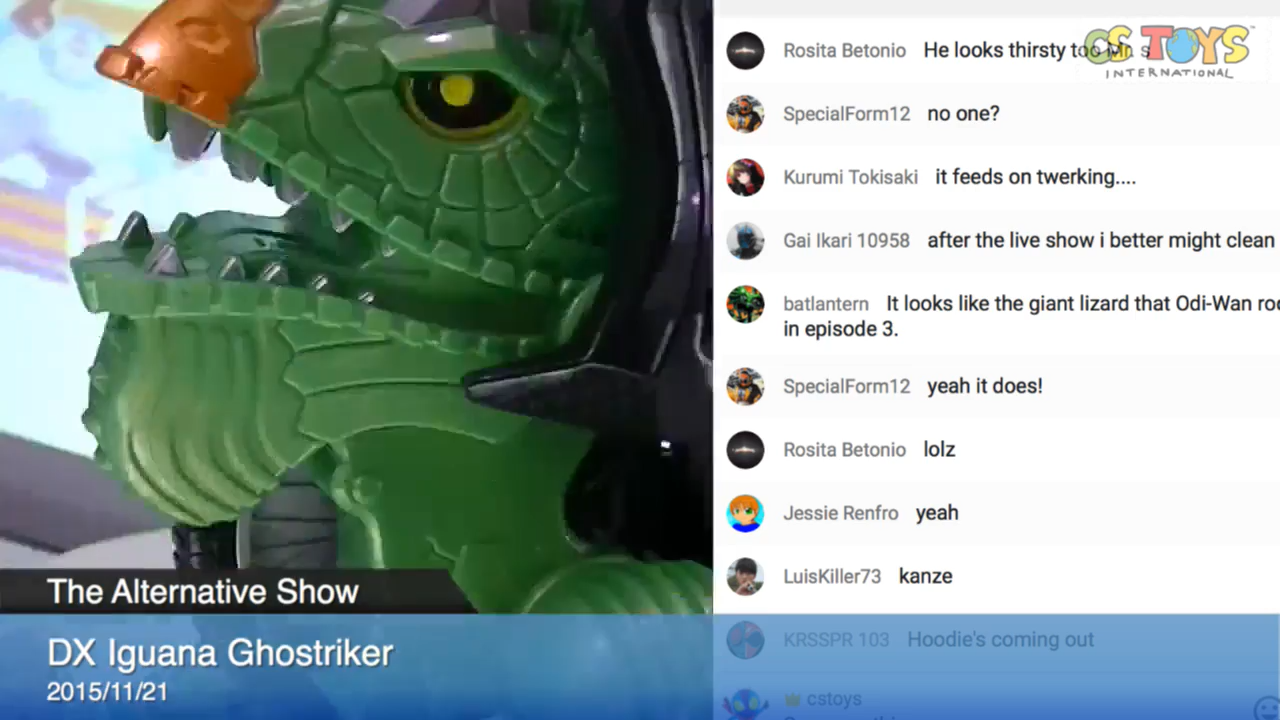 Rosita Betonio He looks thirsty too Mr. s
CS TOYS
INTERNATIONAL
SpecialForm12 no one?
Kurumi Tokisaki it feeds on twerking....
Gai Ikari 10958 after the live show i better might clean
batlantern It looks like the giant lizard that Odi-Wan ro
in episode 3.
SpecialForm12 yeah it does!
Rosita Betonio lolz
Jessie Renfro yeah
LuisKiller73 kanze
KRSSPR 103 Hoodie's coming out
cstoys
The Alternative Show
DX Iguana Ghostriker
2015/11/21